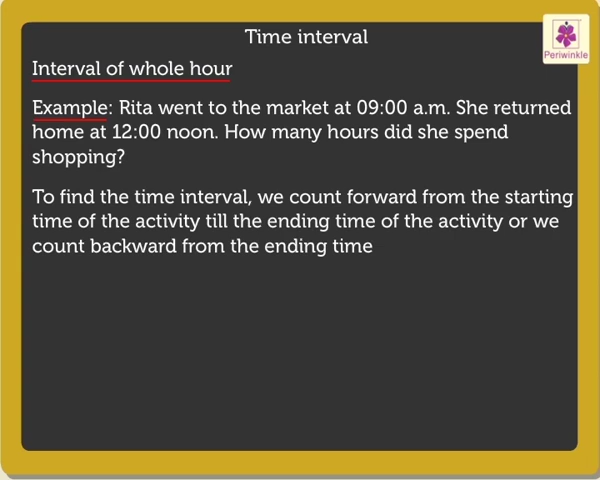 Time interval
Periwinkle
Interval of whole hour
Example: Rita went to the market at 09:00 a.m. She returned
home at 12:00 noon. How many hours did she spend
shopping?
To find the time interval, we count forward from the starting
time of the activity till the ending time of the activity or we
count backward from the ending time